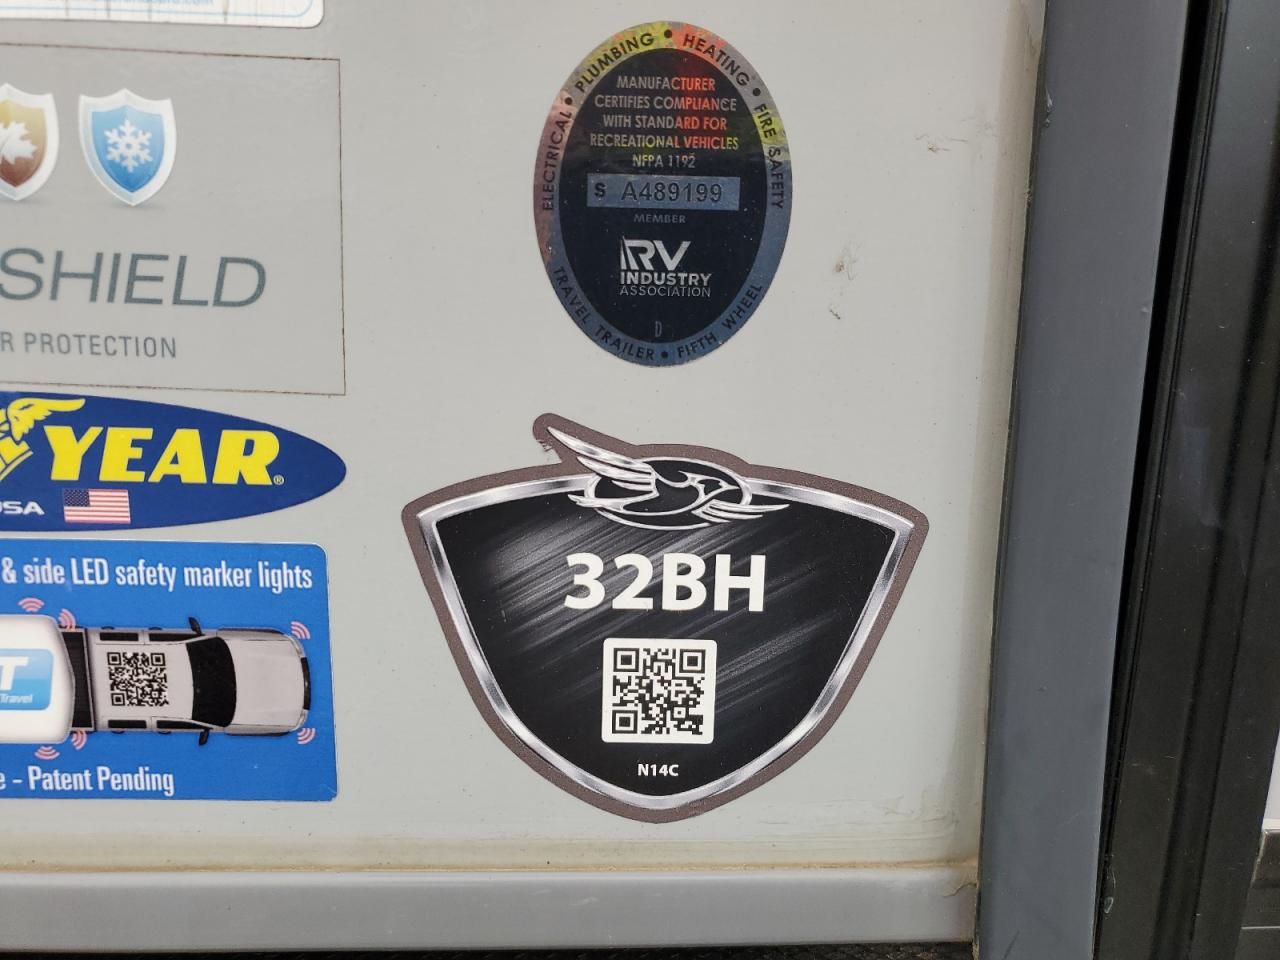 SHIELD
R PROTECTION
YEAR
USA
& side LED safety marker lights
T
Travel
e – Patent Pending
ELECTRICAL • PLUMBING • HEATING • FIRE SAFETY
MANUFACTURER
CERTIFIES COMPLIANCE
WITH STANDARD FOR
RECREATIONAL VEHICLES
NFPA 1192
S A489199
MEMBER
RV
INDUSTRY
ASSOCIATION
D
TRAVEL TRAILER • FIFTH WHEEL
32BH
N14C